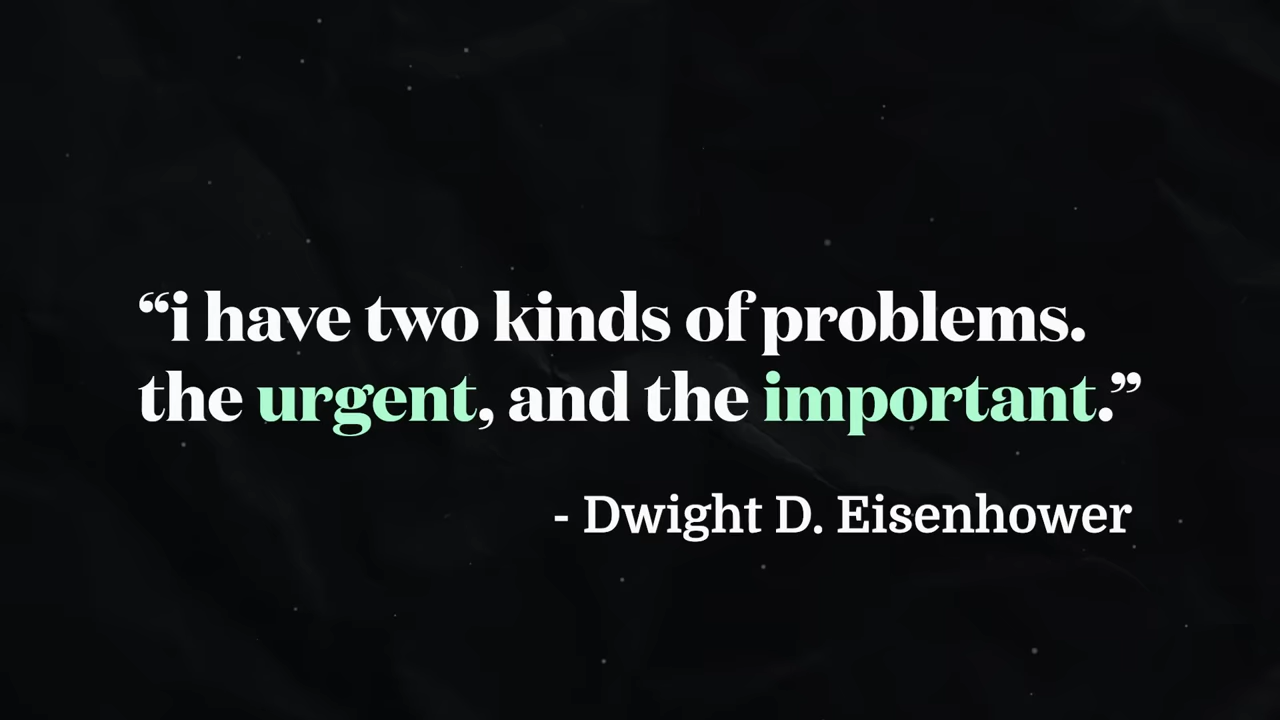 “i have two kinds of problems.
the urgent, and the important.”
- Dwight D. Eisenhower